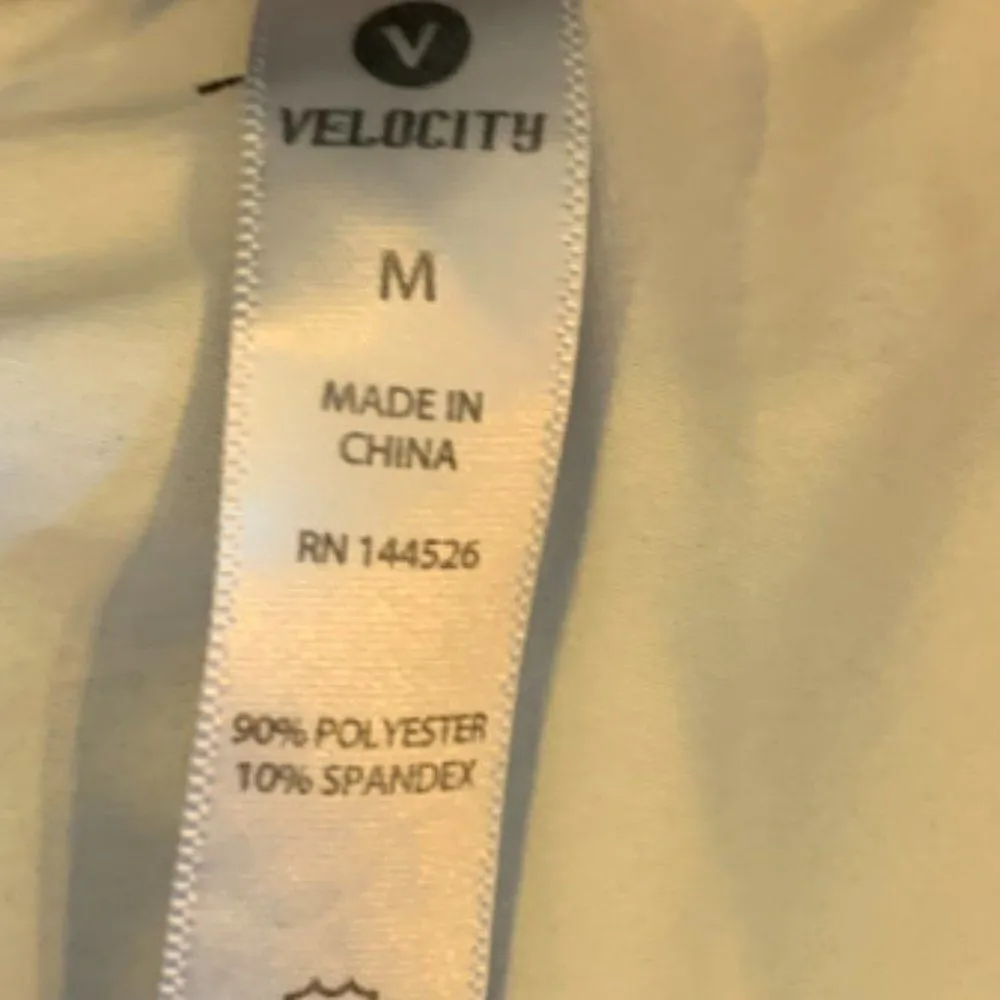 V
VELOCITY
M
MADE IN
CHINA
RN 144526
90% POLYESTER
10% SPANDEX